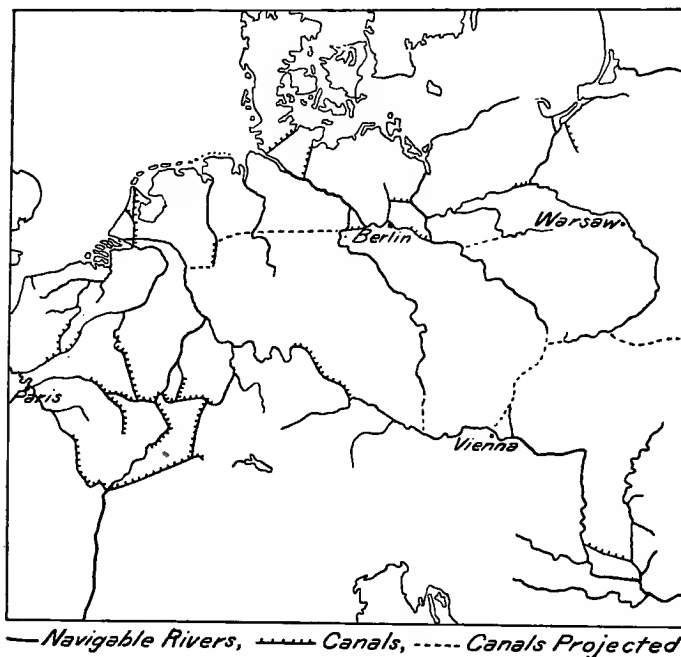 Berlin
Warsaw
Paris
Vienna
Navigable Rivers, Canals, Canals Projected